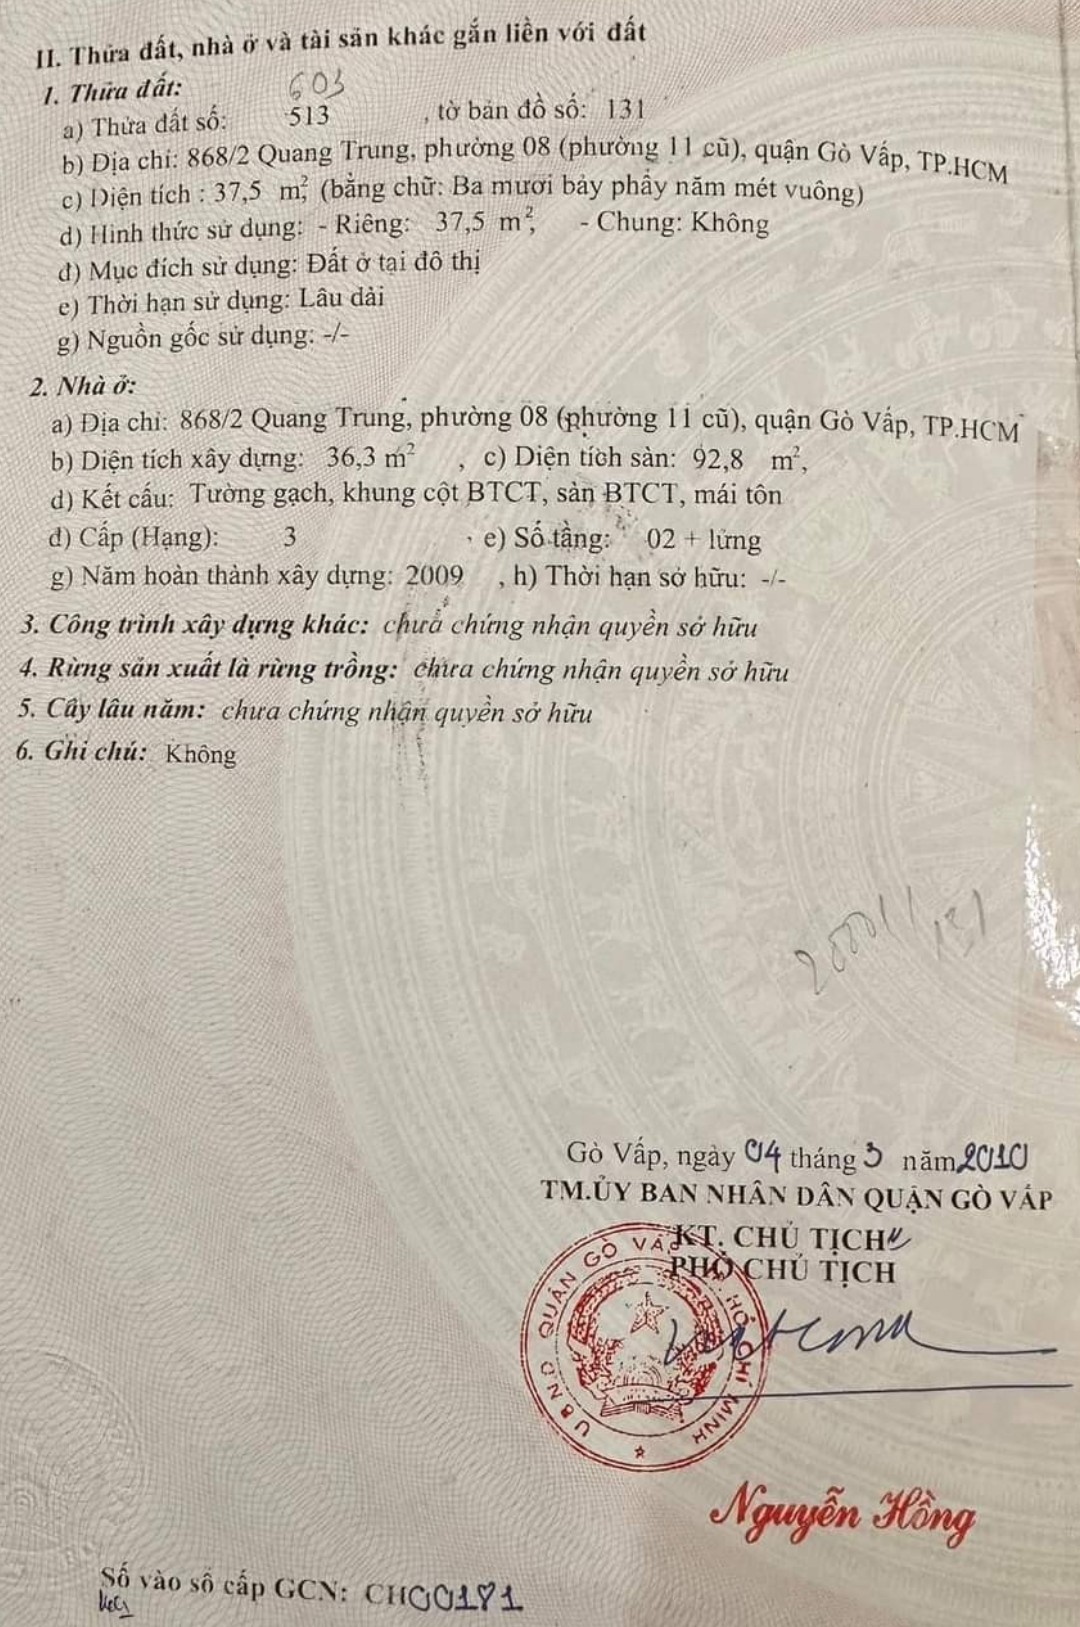 II. Thửa đất, nhà ở và tài sản khác gắn liền với đất
1. Thửa đất:
603
a) Thửa đất số: 513 , tờ bản đồ số: 131
b) Địa chỉ: 868/2 Quang Trung, phường 08 (phường 11 cũ), quận Gò Vấp, TP.HCM
c) Diện tích : 37,5 m², (bằng chữ: Ba mươi bảy phẩy năm mét vuông)
d) Hình thức sử dụng: - Riêng: 37,5 m², - Chung: Không
đ) Mục đích sử dụng: Đất ở tại đô thị
e) Thời hạn sử dụng: Lâu dài
g) Nguồn gốc sử dụng: -/-
2. Nhà ở:
a) Địa chỉ: 868/2 Quang Trung, phường 08 (phường 11 cũ), quận Gò Vấp, TP.HCM
b) Diện tích xây dựng: 36,3 m² , c) Diện tích sàn: 92,8 m²,
d) Kết cấu: Tường gạch, khung cột BTCT, sàn BTCT, mái tôn
đ) Cấp (Hạng): 3 , e) Số tầng: 02 + lửng
g) Năm hoàn thành xây dựng: 2009 , h) Thời hạn sở hữu: -/-
3. Công trình xây dựng khác: chưa chứng nhận quyền sở hữu
4. Rừng sản xuất là rừng trồng: chưa chứng nhận quyền sở hữu
5. Cây lâu năm: chưa chứng nhận quyền sở hữu
6. Ghi chú: Không
131
Gò Vấp, ngày 04 tháng 3 năm 2010
TM.ỦY BAN NHÂN DÂN QUẬN GÒ VẤP
KT. CHỦ TỊCH
PHÓ CHỦ TỊCH
UBND QUẬN GÒ VẤP HỒ CHÍ MINH
Nguyễn Hồng
Số vào sổ cấp GCN: CH00181